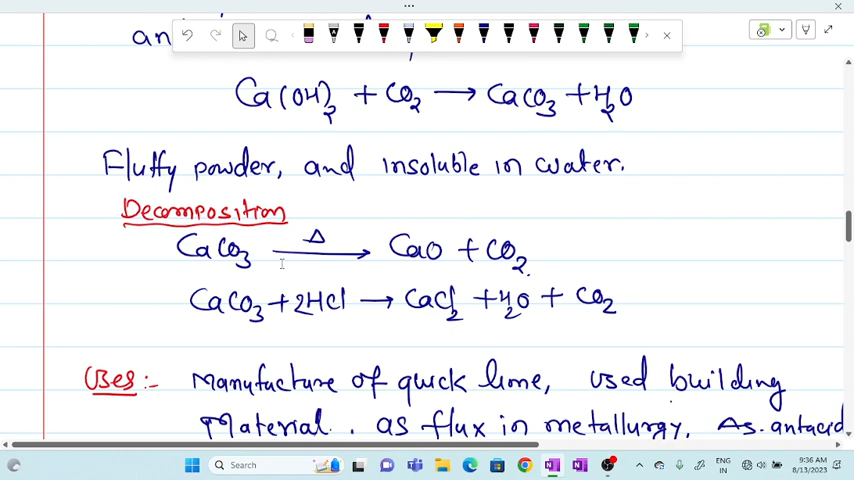 an
Ca(OH)₂ + CO₂ → CaCO₃ + H₂O
Fluffy powder, and insoluble in water.
Decomposition
CaCO₃ Δ→ CaO + CO₂
CaCO₃ + 2HCl → CaCl₂ + H₂O + CO₂
Uses:- Manufacture of quick lime, used building
Material. as flux in metallurgy. As antacid
Search
ENG
IN
9:36 AM
8/13/2023